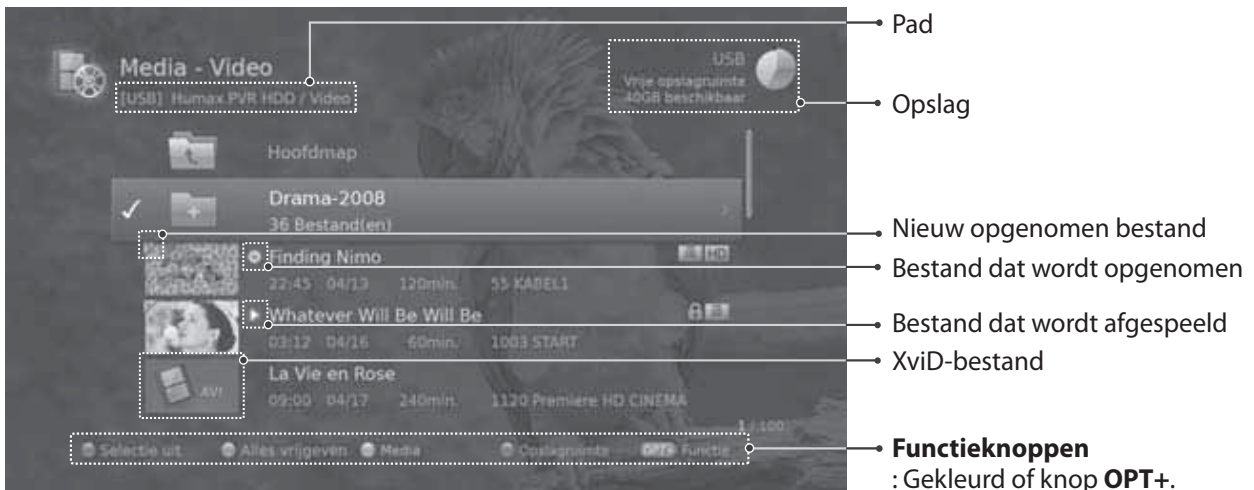 Pad
Media - Video
USB
[USB] Humax PVR HDD / Video
Vrije opslagruimte
40GB beschikbaar
Opslag
Hoofdmap
Drama-2008
36 Bestand(en)
Nieuw opgenomen bestand
Finding Nimo
HD
Bestand dat wordt opgenomen
22:45 04/13 120min. 55 KABEL1
Whatever Will Be Will Be
Bestand dat wordt afgespeeld
03:12 04/16 60min. 1003 START
XviD-bestand
La Vie en Rose
AVI
09:00 04/17 240min. 1120 Premiere HD CINEMA
1 / 100
Selectie uit Alles vrijgeven Media Opslagruimte OPT+ Functie
Functieknoppen
: Gekleurd of knop OPT+.